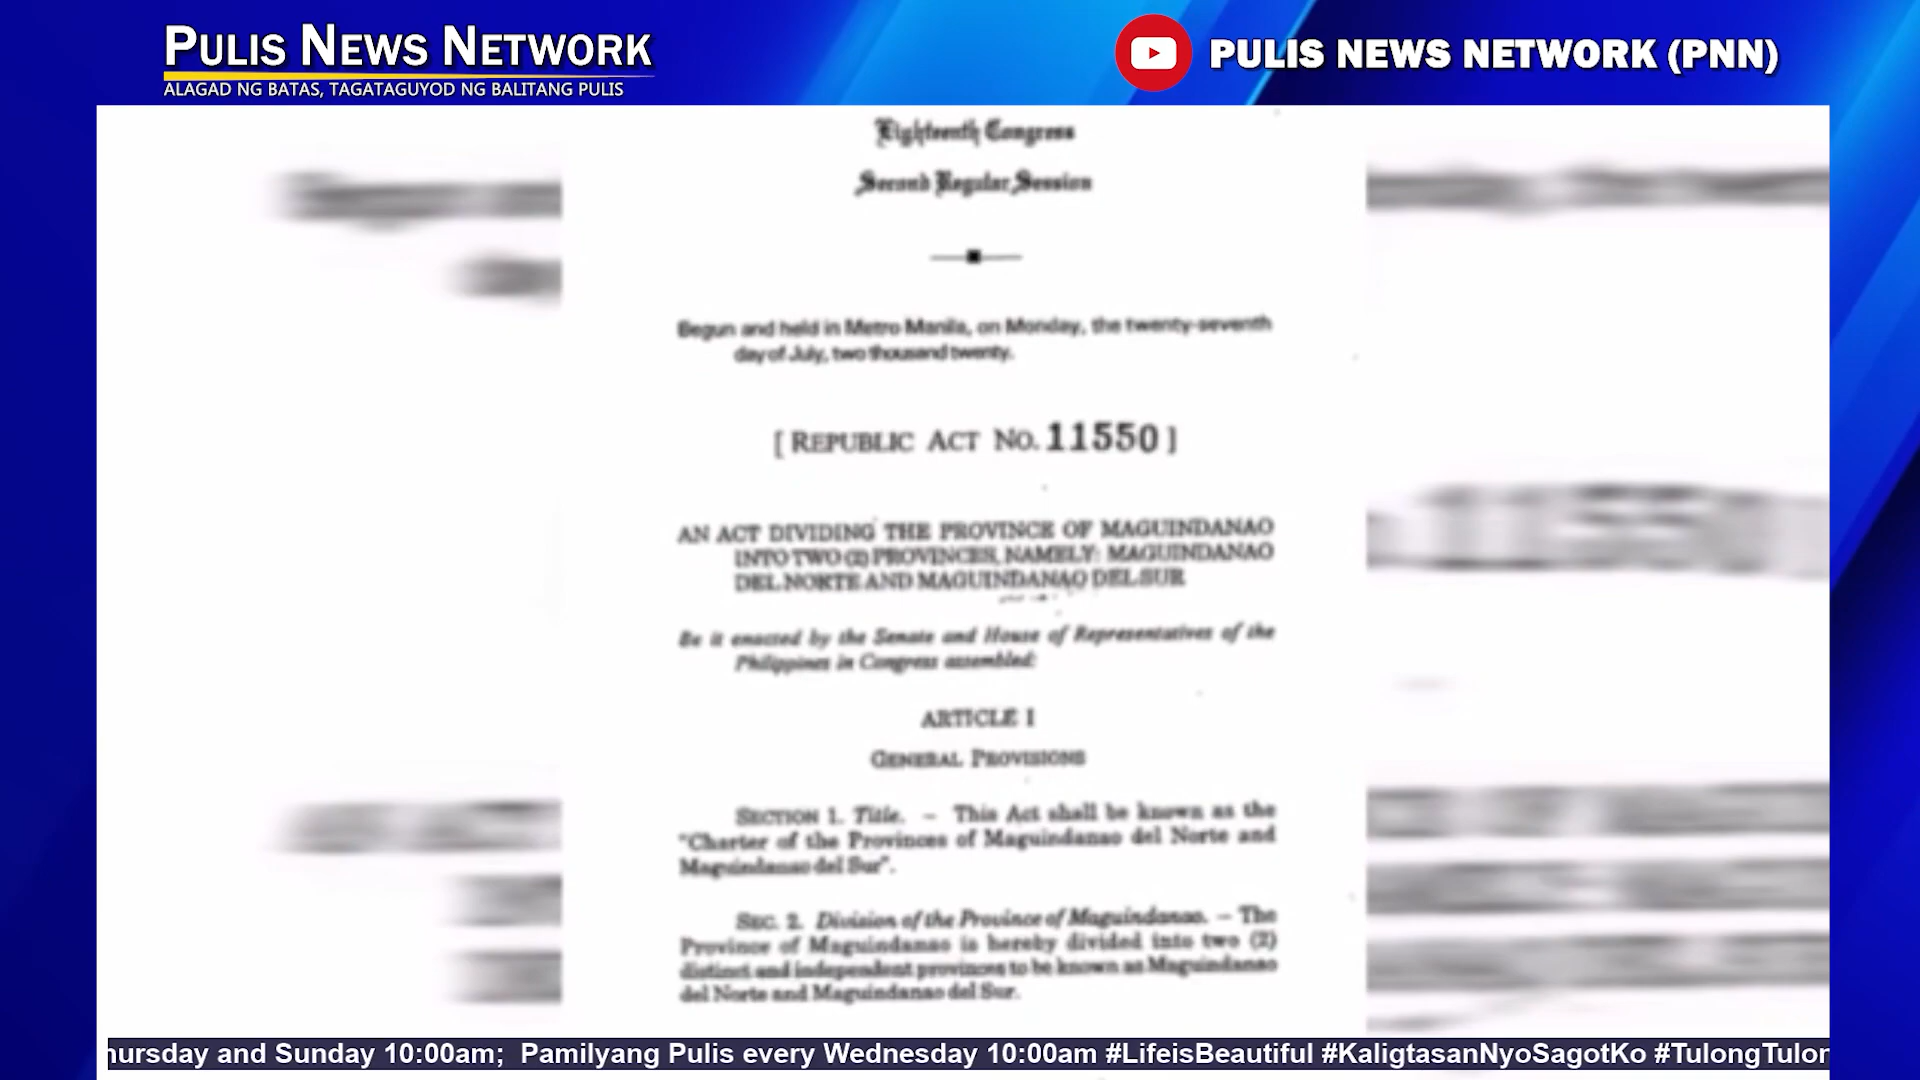 PULIS NEWS NETWORK
ALAGAD NG BATAS, TAGATAGUYOD NG BALITANG PULIS
PULIS NEWS NETWORK (PNN)
Eighteenth Congress
Second Regular Session
Begun and held in Metro Manila, on Monday, the twenty-seventh
day of July, two thousand twenty.
[ REPUBLIC ACT NO. 11550 ]
AN ACT DIVIDING THE PROVINCE OF MAGUINDANAO
INTO TWO (2) PROVINCES, NAMELY: MAGUINDANAO
DEL NORTE AND MAGUINDANAO DEL SUR
Be it enacted by the Senate and House of Representatives of the
Philippines in Congress assembled:
ARTICLE I
GENERAL PROVISIONS
SECTION 1. Title. – This Act shall be known as the
"Charter of the Provinces of Maguindanao del Norte and
Maguindanao del Sur".
SEC. 2. Division of the Province of Maguindanao. – The
Province of Maguindanao is hereby divided into two (2)
distinct and independent provinces to be known as Maguindanao
del Norte and Maguindanao del Sur.
hursday and Sunday 10:00am; Pamilyang Pulis every Wednesday 10:00am #LifeisBeautiful #KaligtasanNyoSagotKo #TulongTulon